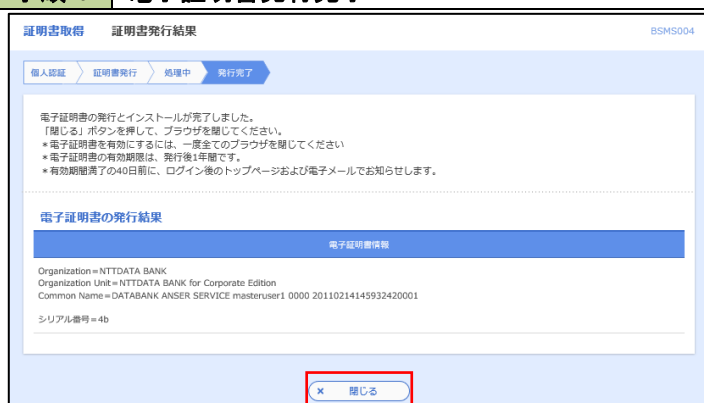 証明書取得 証明書発行結果 BSMS004
個人認証 証明書発行 処理中 発行完了
電子証明書の発行とインストールが完了しました。
「閉じる」ボタンを押して、ブラウザを閉じてください。
*電子証明書を有効にするには、一度全てのブラウザを閉じてください
*電子証明書の有効期限は、発行後1年間です。
*有効期間満了の40日前に、ログイン後のトップページおよび電子メールでお知らせします。
電子証明書の発行結果
電子証明書情報
Organization=NTTDATA BANK
Organization Unit=NTTDATA BANK for Corporate Edition
Common Name=DATABANK ANSER SERVICE masteruser1 0000 20110214145932420001
シリアル番号=4b
× 閉じる